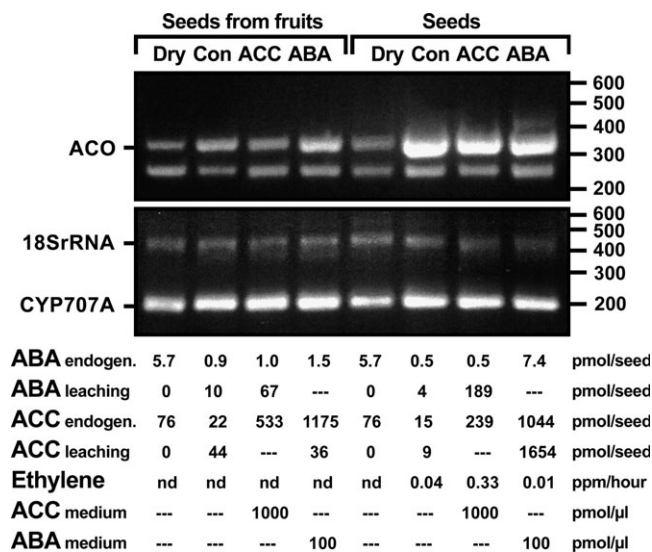 Seeds from fruits Seeds
Dry Con ACC ABA Dry Con ACC ABA
600
500
400
ACO
300
200
600
500
18SrRNA
400
300
CYP707A
200
ABA endogen. 5.7 0.9 1.0 1.5 5.7 0.5 0.5 7.4 pmol/seed
ABA leaching 0 10 67 --- 0 4 189 --- pmol/seed
ACC endogen. 76 22 533 1175 76 15 239 1044 pmol/seed
ACC leaching 0 44 --- 36 0 9 --- 1654 pmol/seed
Ethylene nd nd nd nd nd 0.04 0.33 0.01 ppm/hour
ACC medium --- --- 1000 --- --- --- 1000 --- pmol/µl
ABA medium --- --- --- 100 --- --- --- 100 pmol/µl